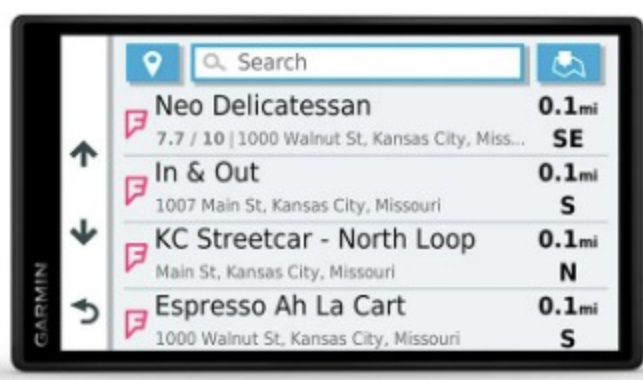 Search
Neo Delicatessan
0.1mi
7.7 / 10 | 1000 Walnut St, Kansas City, Miss...
SE
In & Out
0.1mi
1007 Main St, Kansas City, Missouri
S
KC Streetcar - North Loop
0.1mi
Main St, Kansas City, Missouri
N
Espresso Ah La Cart
0.1mi
1000 Walnut St, Kansas City, Missouri
S
GARMIN